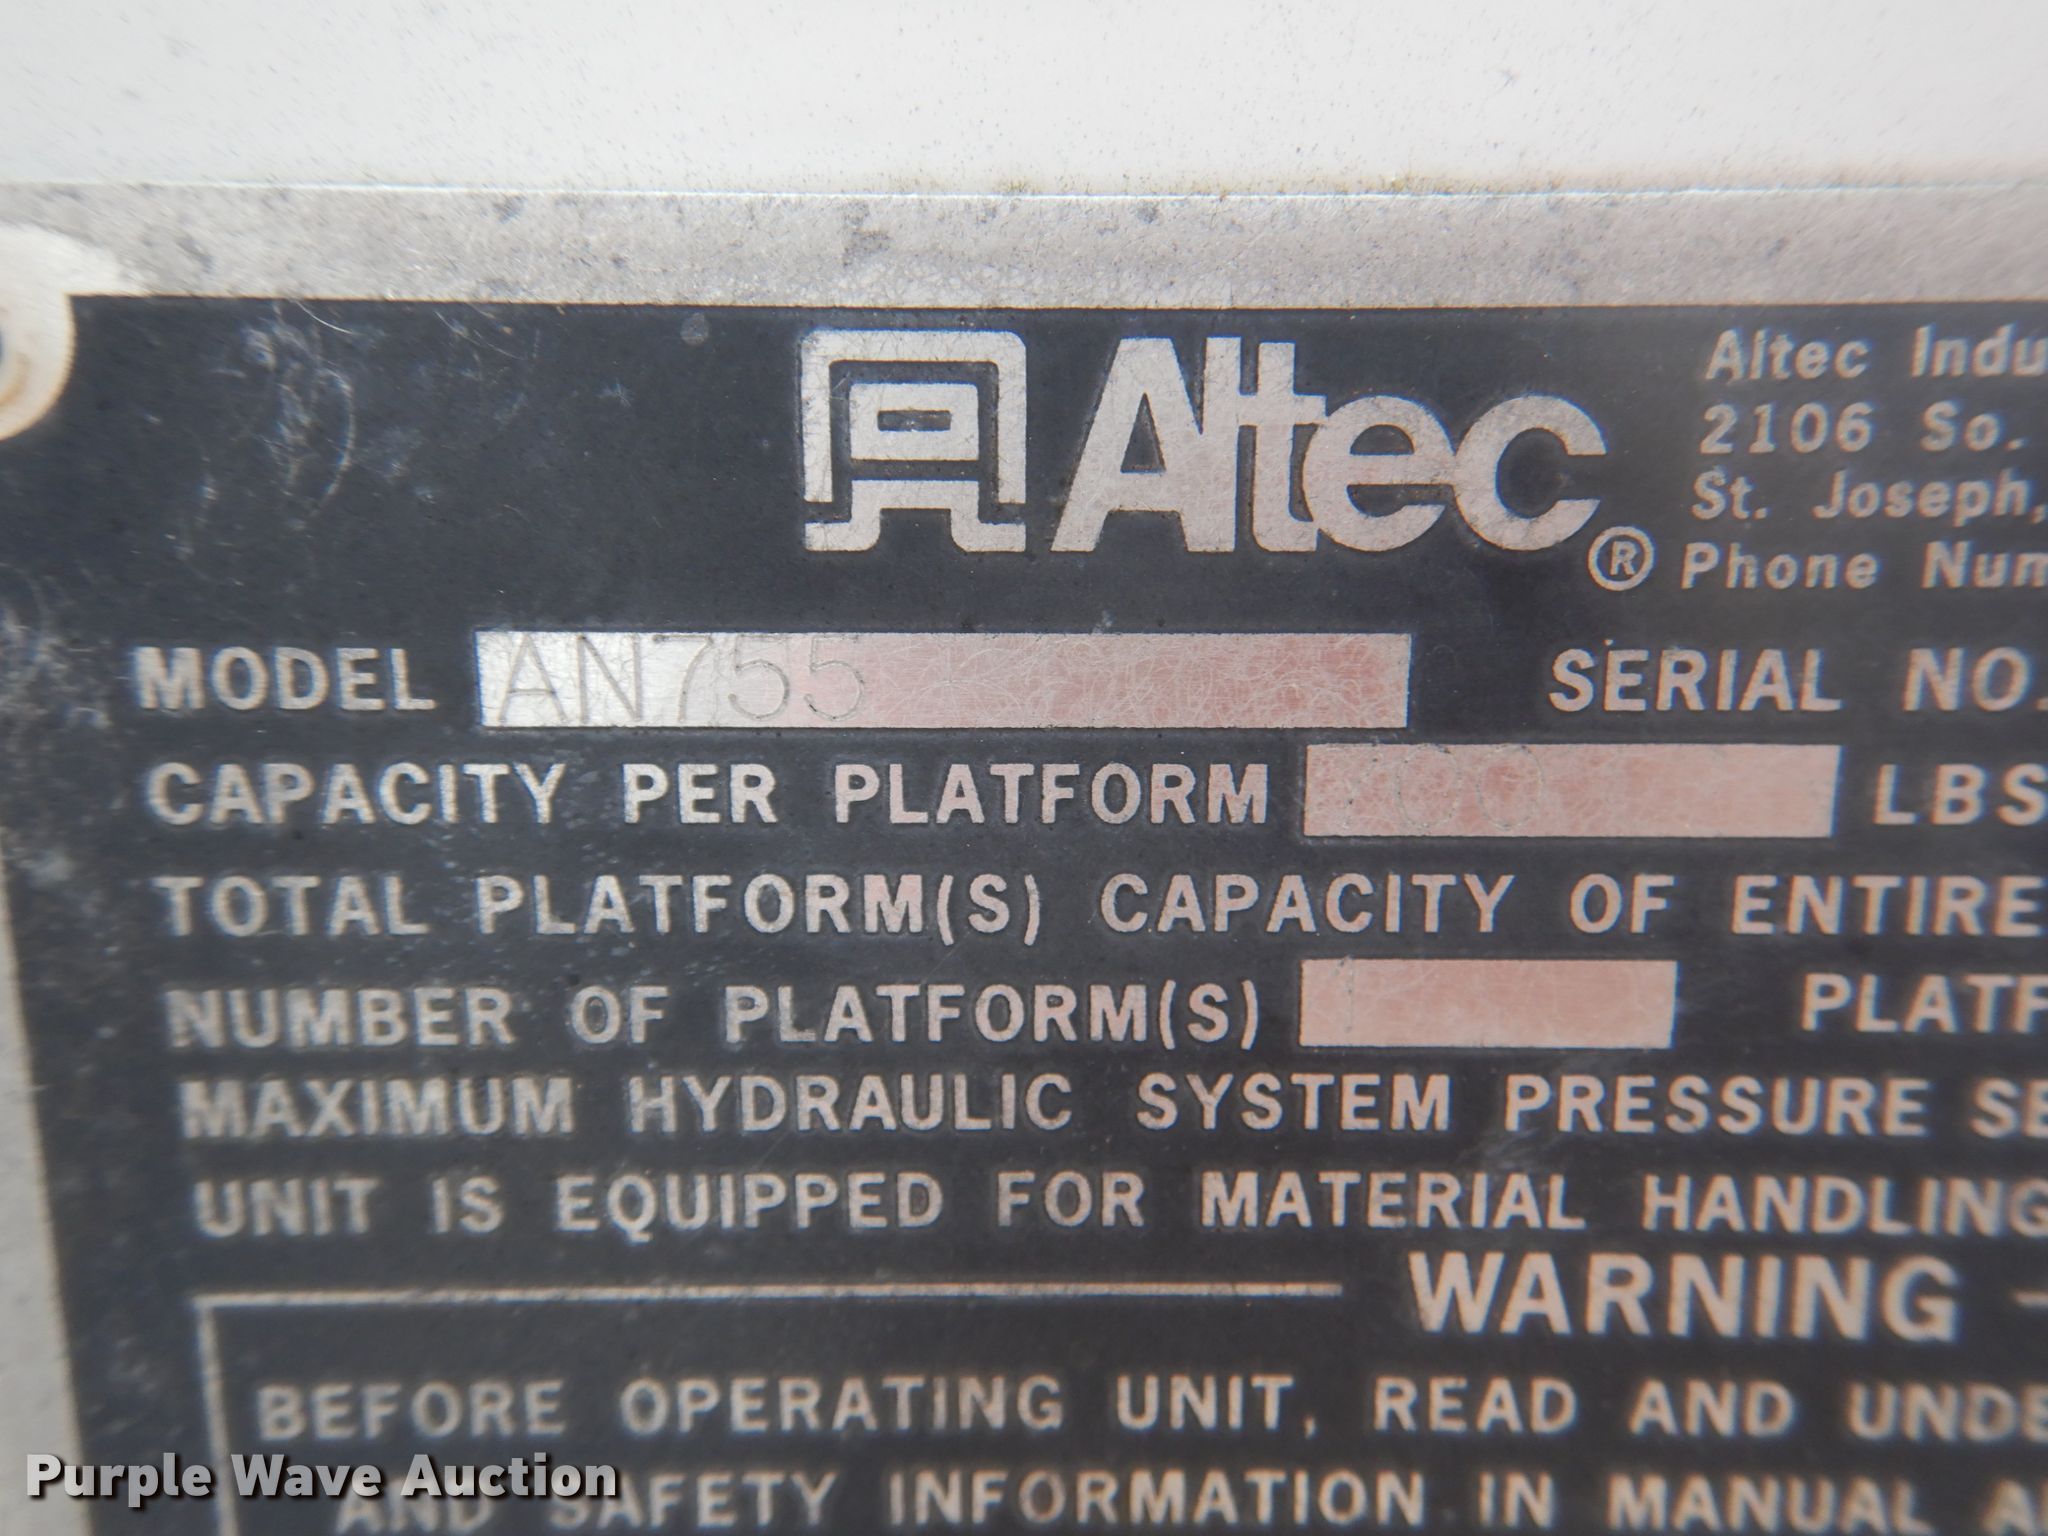 Altec®
Altec Indu
2106 So.
St. Joseph,
Phone Num
MODEL AN755 SERIAL NO.
CAPACITY PER PLATFORM LBS
TOTAL PLATFORM(S) CAPACITY OF ENTIRE
NUMBER OF PLATFORM(S) 1 PLATF
MAXIMUM HYDRAULIC SYSTEM PRESSURE SE
UNIT IS EQUIPPED FOR MATERIAL HANDLING
WARNING -
BEFORE OPERATING UNIT, READ AND UNDE
AND SAFETY INFORMATION IN MANUAL A
Purple Wave Auction